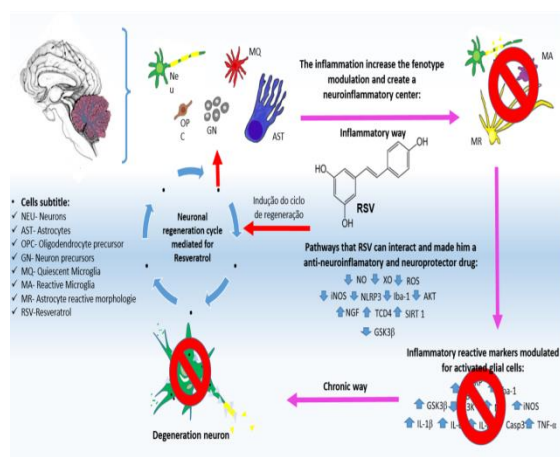 Ne
u
MQ
OP
C
GN
AST
The inflammation increase the fenotype
modulation and create a
neuroinflammatory center:
Inflammatory way
MA
MR
OH
HO
OH
RSV
Indução do ciclo
de regeneração
Neuronal
regeneration cycle
mediated for
Resveratrol
• Cells subtitle:
✓ NEU- Neurons
✓ AST- Astrocytes
✓ OPC- Oligodendrocyte precursor
✓ GN- Neuron precursors
✓ MQ- Quiescent Microglia
✓ MA- Reactive Microglia
✓ MR- Astrocyte reactive morphologie
✓ RSV-Resveratrol
Pathways that RSV can interact and made him a
anti-neuroinflamatory and neuroprotector drug:
NO XO ROS
iNOS NLRP3 Iba-1 AKT
NGF TCD4 SIRT 1
GSK3β
Inflammatory reactive markers modulated
for activated glial cells:
GSK3β iNOS
IL-1β Casp3 TNF-α
Chronic way
Degeneration neuron